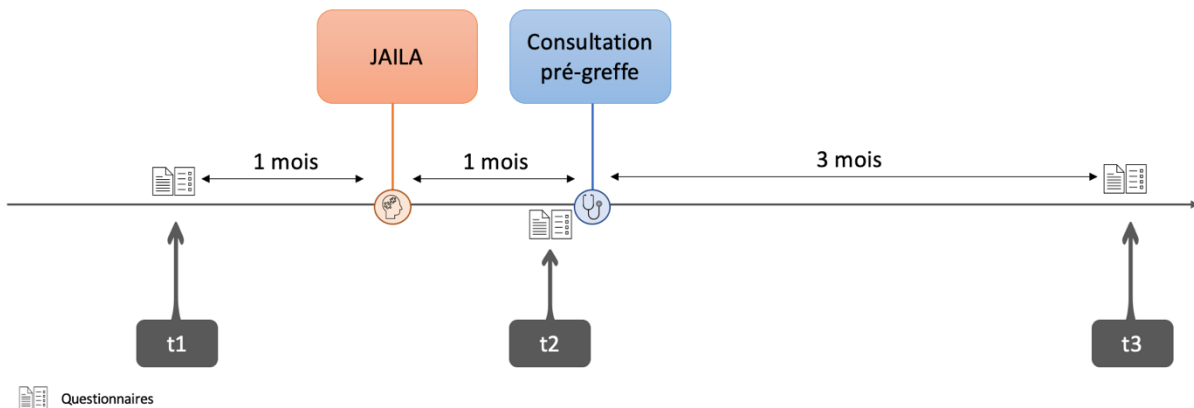 JAILA
Consultation
pré-greffe
1 mois
1 mois
3 mois
t1
t2
t3
Questionnaires